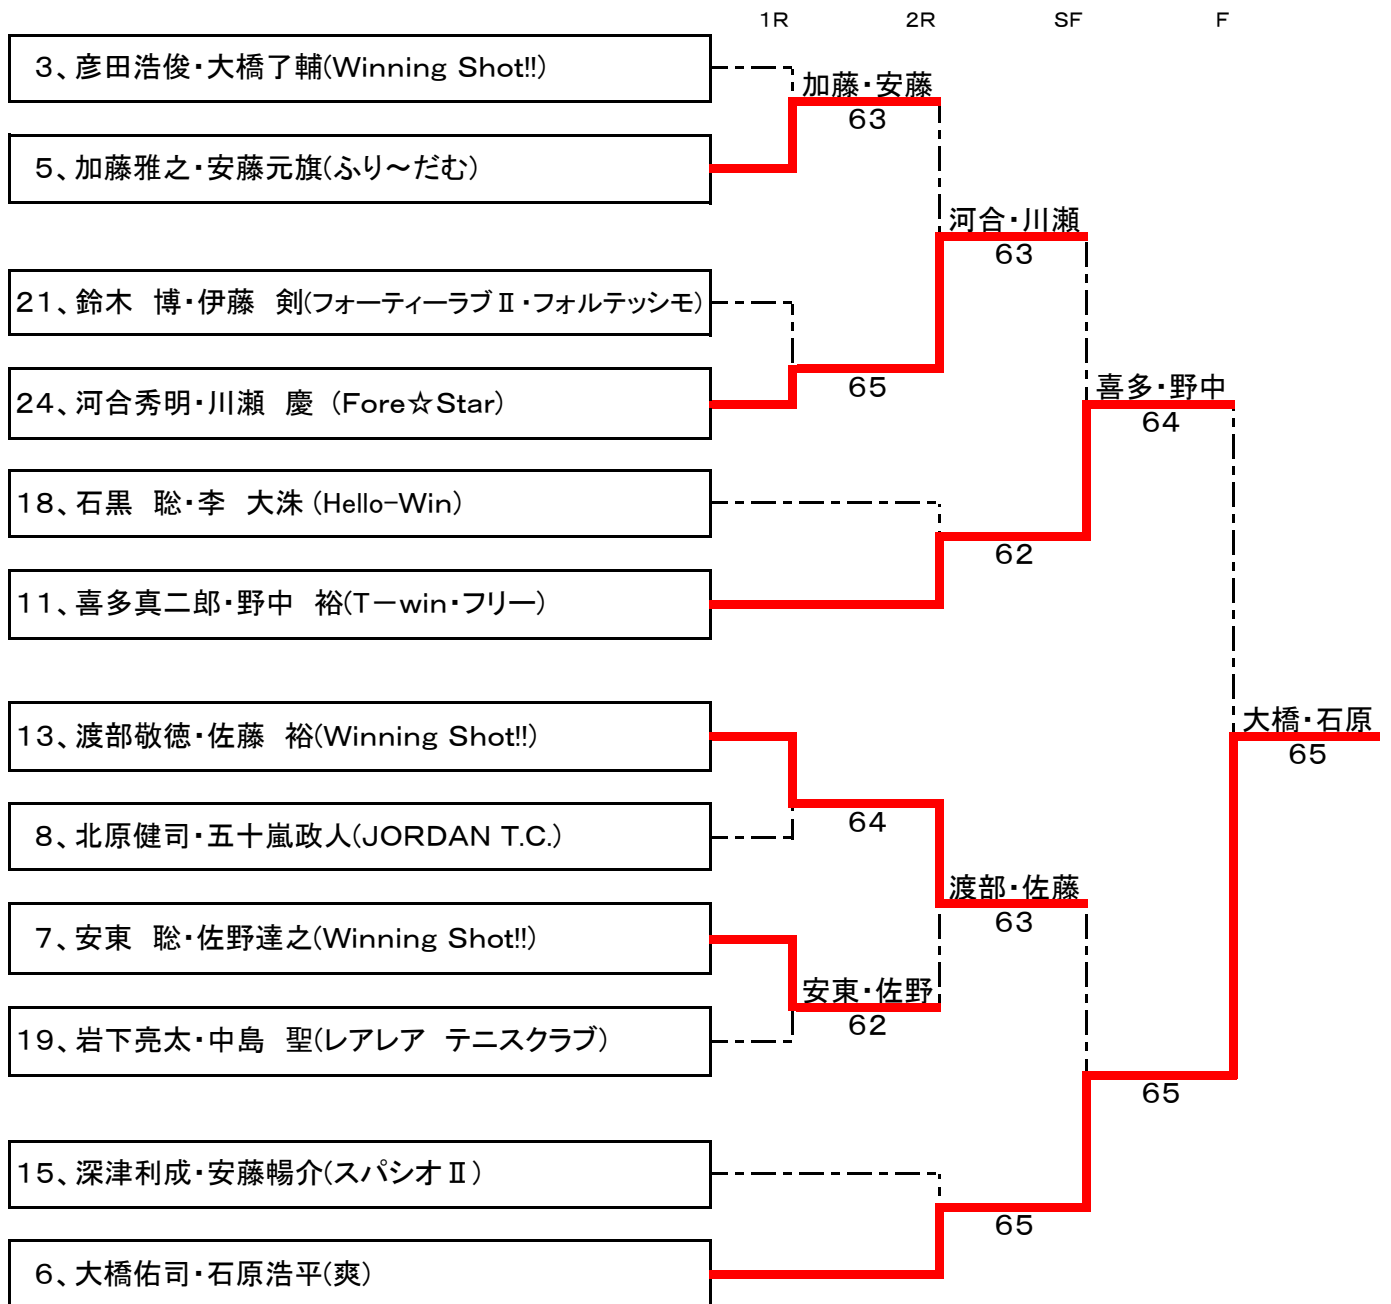 1R 2R SF F
3、彦田浩俊・大橋了輔(Winning Shot!!)
加藤・安藤
63
5、加藤雅之・安藤元旗(ふり～だむ)
河合・川瀬
63
21、鈴木　博・伊藤　剣(フォーティーラブⅡ・フォルテッシモ)
65
24、河合秀明・川瀬　慶（Fore☆Star)
喜多・野中
64
18、石黒　聡・李　大洙 (Hello-Win)
62
11、喜多真二郎・野中　裕(T－win・フリー)
13、渡部敬徳・佐藤　裕(Winning Shot!!)
大橋・石原
65
64
8、北原健司・五十嵐政人(JORDAN T.C.)
渡部・佐藤
63
7、安東　聡・佐野達之(Winning Shot!!)
安東・佐野
62
19、岩下亮太・中島　聖(レアレア　テニスクラブ)
65
15、深津利成・安藤暢介(スパシオⅡ)
65
6、大橋佑司・石原浩平(爽)